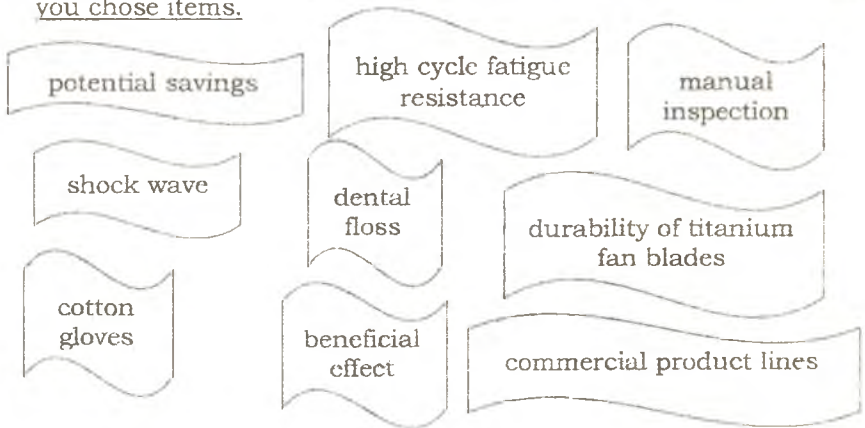 you chose items.
potential savings
high cycle fatigue
resistance
manual
inspection
shock wave
dental
floss
durability of titanium
fan blades
cotton
gloves
beneficial
effect
commercial product lines